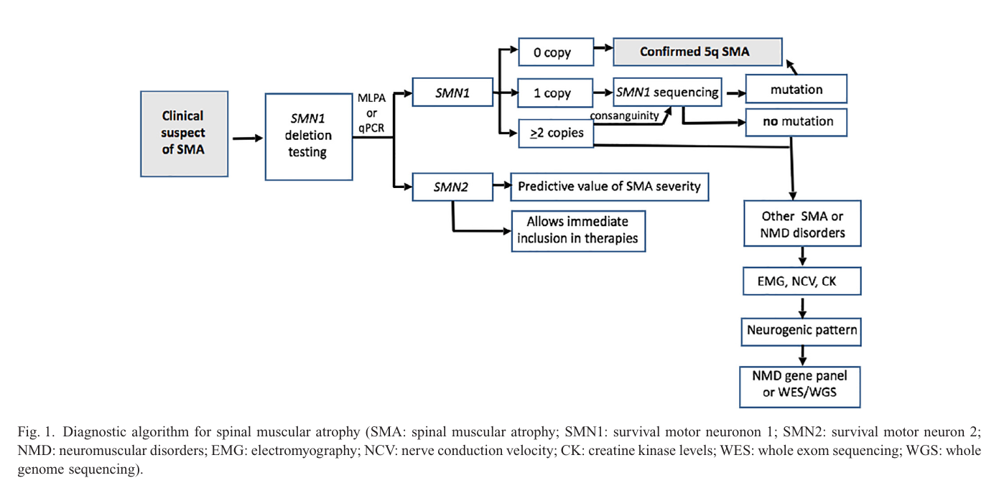 Clinical
suspect
of SMA
SMN1
deletion
testing
MLPA
or
qPCR
SMN1
0 copy
Confirmed 5q SMA
1 copy
SMN1 sequencing
mutation
consanguinity
≥2 copies
no mutation
SMN2
Predictive value of SMA severity
Allows immediate
inclusion in therapies
Other SMA or
NMD disorders
EMG, NCV, CK
Neurogenic pattern
NMD gene panel
or WES/WGS
Fig. 1. Diagnostic algorithm for spinal muscular atrophy (SMA: spinal muscular atrophy; SMN1: survival motor neuronon 1; SMN2: survival motor neuron 2;
NMD: neuromuscular disorders; EMG: electromyography; NCV: nerve conduction velocity; CK: creatine kinase levels; WES: whole exom sequencing; WGS: whole
genome sequencing).